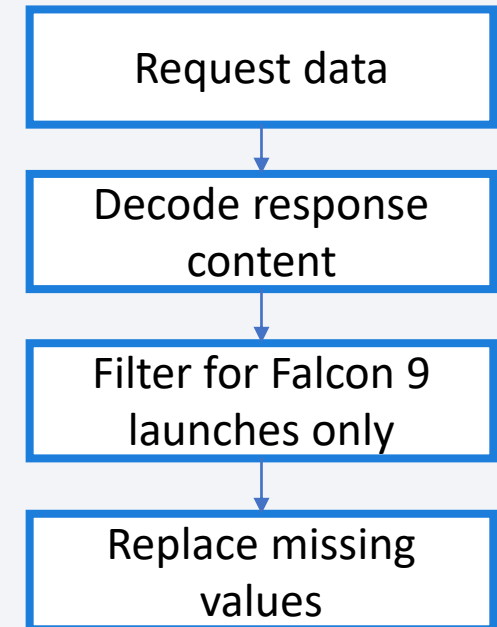 Request data
Decode response
content
Filter for Falcon 9
launches only
Replace missing
values